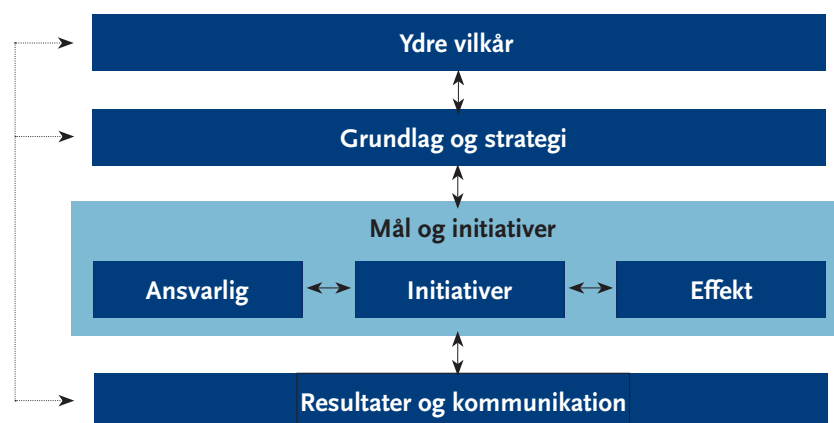 Ydre vilkår
Grundlag og strategi
Mål og initiativer
Ansvarlig
Initiativer
Effekt
Resultater og kommunikation